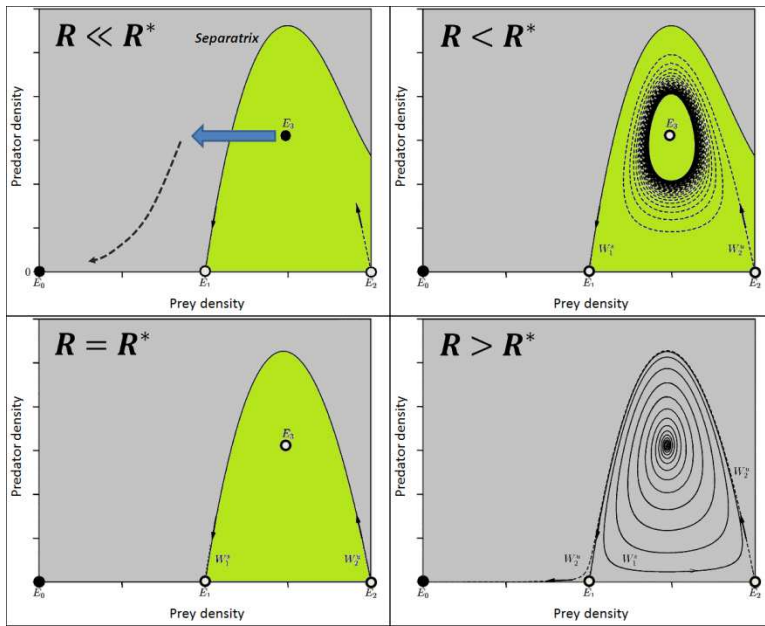 R ≪ R*
Separatrix
E₃
Predator density
0
E₀
E₁
E₂
Prey density
R < R*
E₃
W₁ˢ
W₂ᵘ
Predator density
E₀
E₁
E₂
Prey density
R = R*
E₃
W₁ˢ
W₂ᵘ
Predator density
E₀
E₁
E₂
Prey density
R > R*
W₂ᵘ
W₂ᵘ
W₁ˢ
Predator density
E₀
E₁
E₂
Prey density